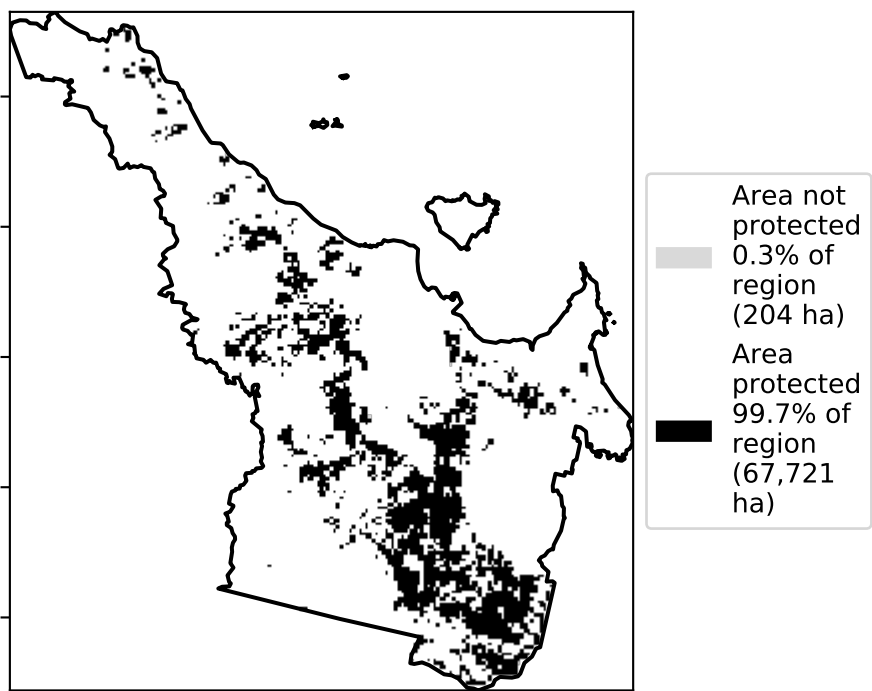 Area not
protected
0.3% of
region
(204 ha)
Area
protected
99.7% of
region
(67,721
ha)